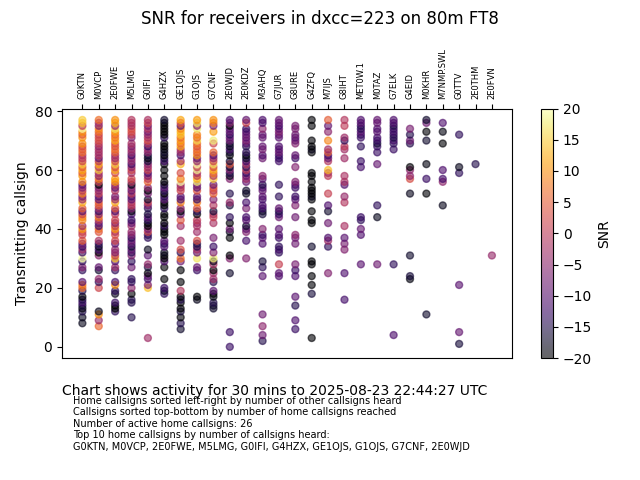 SNR for receivers in dxcc=223 on 80m FT8
G0KTN M0VCP 2E0FWE M5LMG G0IFI G4HZX GE1OJS G1OJS G7CNF 2E0WJD 2E0KDZ M3AHQ G7JUR G8URE G4ZFQ M7IJS G8IHT MET0W.1 M0TAZ G7ELK G4EID M0KHR M7NMP.SWL G0TTV 2E0THM 2E0FVN
80
60
40
20
0
Transmitting callsign
20
15
10
5
0
−5
−10
−15
−20
SNR
Chart shows activity for 30 mins to 2025-08-23 22:44:27 UTC
Home callsigns sorted left-right by number of other callsigns heard
Callsigns sorted top-bottom by number of home callsigns reached
Number of active home callsigns: 26
Top 10 home callsigns by number of callsigns heard:
G0KTN, M0VCP, 2E0FWE, M5LMG, G0IFI, G4HZX, GE1OJS, G1OJS, G7CNF, 2E0WJD